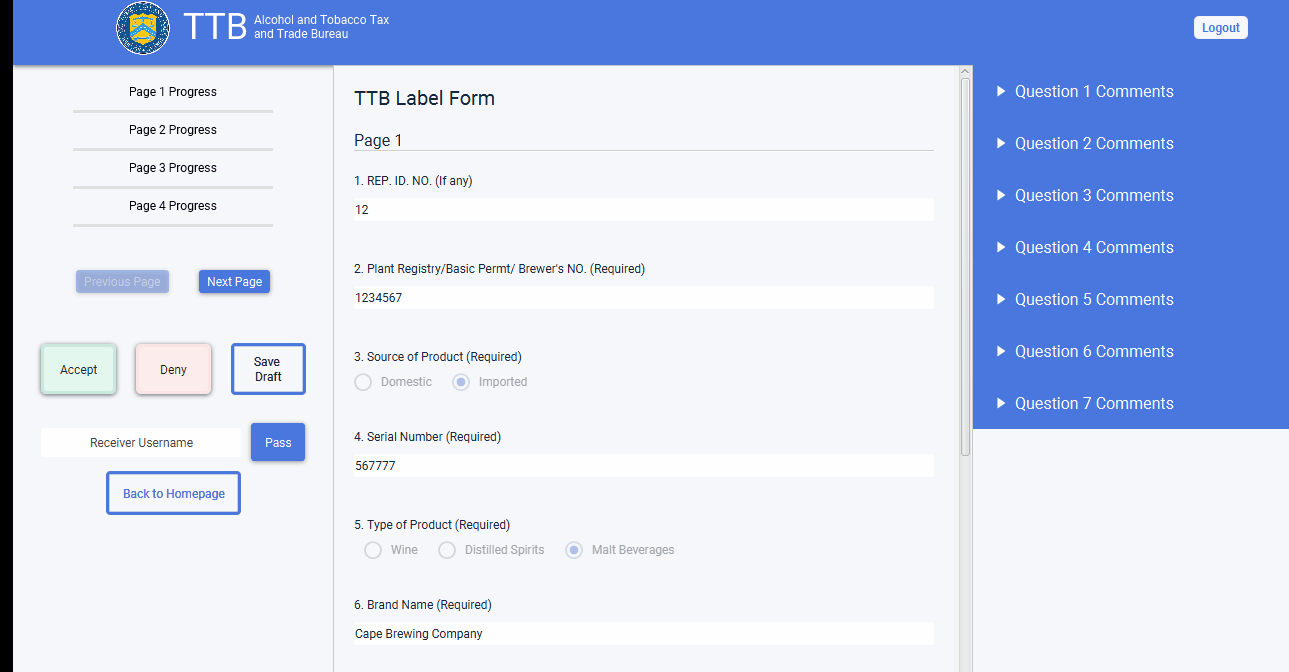 TTB
Alcohol and Tobacco Tax
and Trade Bureau
Logout
Page 1 Progress
Page 2 Progress
Page 3 Progress
Page 4 Progress
Previous Page
Next Page
Accept
Deny
Save
Draft
Receiver Username
Pass
Back to Homepage
TTB Label Form
Page 1
1. REP. ID. NO. (If any)
12
2. Plant Registry/Basic Permt/ Brewer's NO. (Required)
1234567
3. Source of Product (Required)
Domestic
Imported
4. Serial Number (Required)
567777
5. Type of Product (Required)
Wine
Distilled Spirits
Malt Beverages
6. Brand Name (Required)
Cape Brewing Company
Question 1 Comments
Question 2 Comments
Question 3 Comments
Question 4 Comments
Question 5 Comments
Question 6 Comments
Question 7 Comments